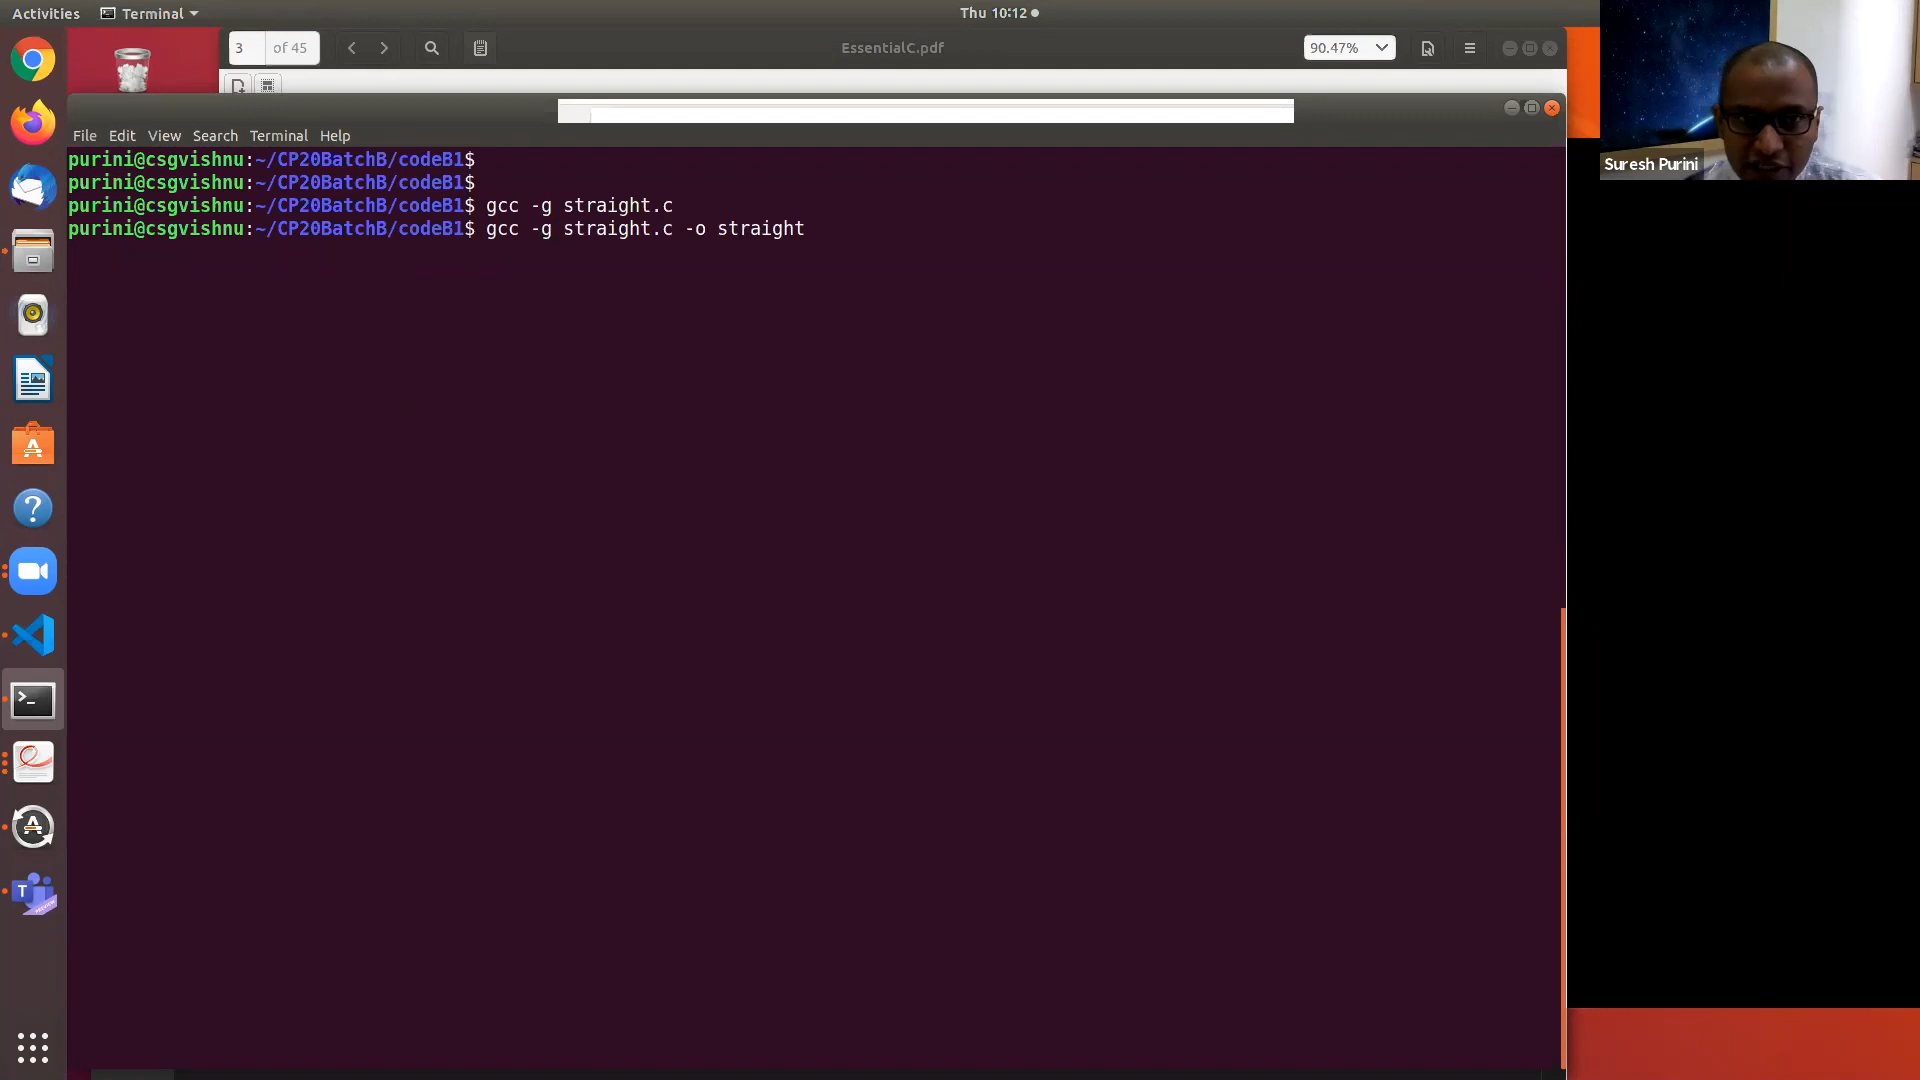 Activities
Terminal
Thu 10:12
3
of 45
EssentialC.pdf
90.47%
Suresh Purini
File Edit View Search Terminal Help
purini@csgvishnu:~/CP20BatchB/codeB1$
purini@csgvishnu:~/CP20BatchB/codeB1$
purini@csgvishnu:~/CP20BatchB/codeB1$ gcc -g straight.c
purini@csgvishnu:~/CP20BatchB/codeB1$ gcc -g straight.c -o straight